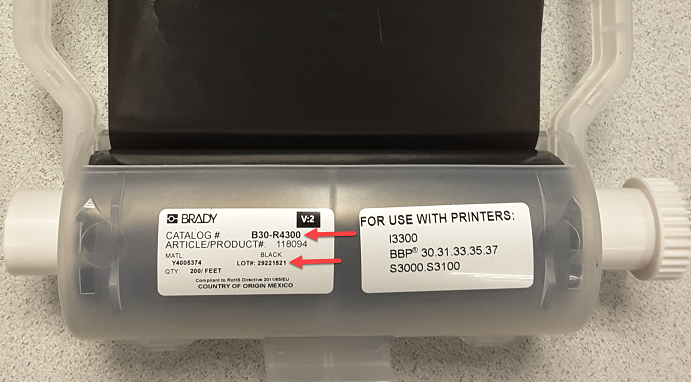 BRADY
V:2
CATALOG #: B30-R4300
ARTICLE/PRODUCT#: 118094
MATL: BLACK
Y4005374 LOT#: 29221521
QTY: 200/ FEET
Compliant to RoHS Directive 2011/65/EU
COUNTRY OF ORIGIN MEXICO
FOR USE WITH PRINTERS:
I3300
BBP® 30.31.33.35.37
S3000.S3100